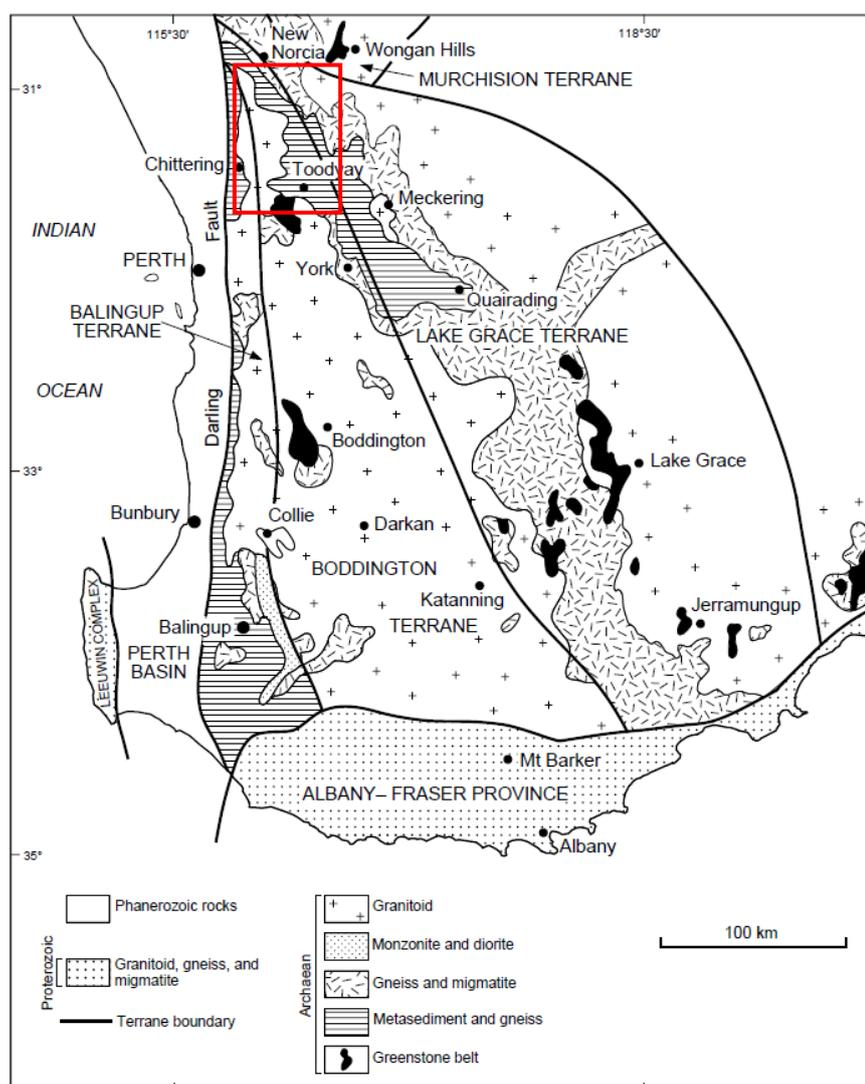 115°30'
118°30'
New
Norcia
Wongan Hills
MURCHISION TERRANE
31°
Chittering
Toodyay
Meckering
Fault
INDIAN
PERTH
York
Quairading
BALINGUP
TERRANE
LAKE GRACE TERRANE
OCEAN
Darling
Boddington
33°
Lake Grace
Bunbury
Collie
Darkan
BODDINGTON
Katanning
TERRANE
Jerramungup
LEEUWIN COMPLEX
Balingup
PERTH
BASIN
Mt Barker
ALBANY– FRASER PROVINCE
Albany
35°
Phanerozoic rocks
Proterozoic
Granitoid, gneiss, and
migmatite
Terrane boundary
Archaean
Granitoid
Monzonite and diorite
Gneiss and migmatite
Metasediment and gneiss
Greenstone belt
100 km